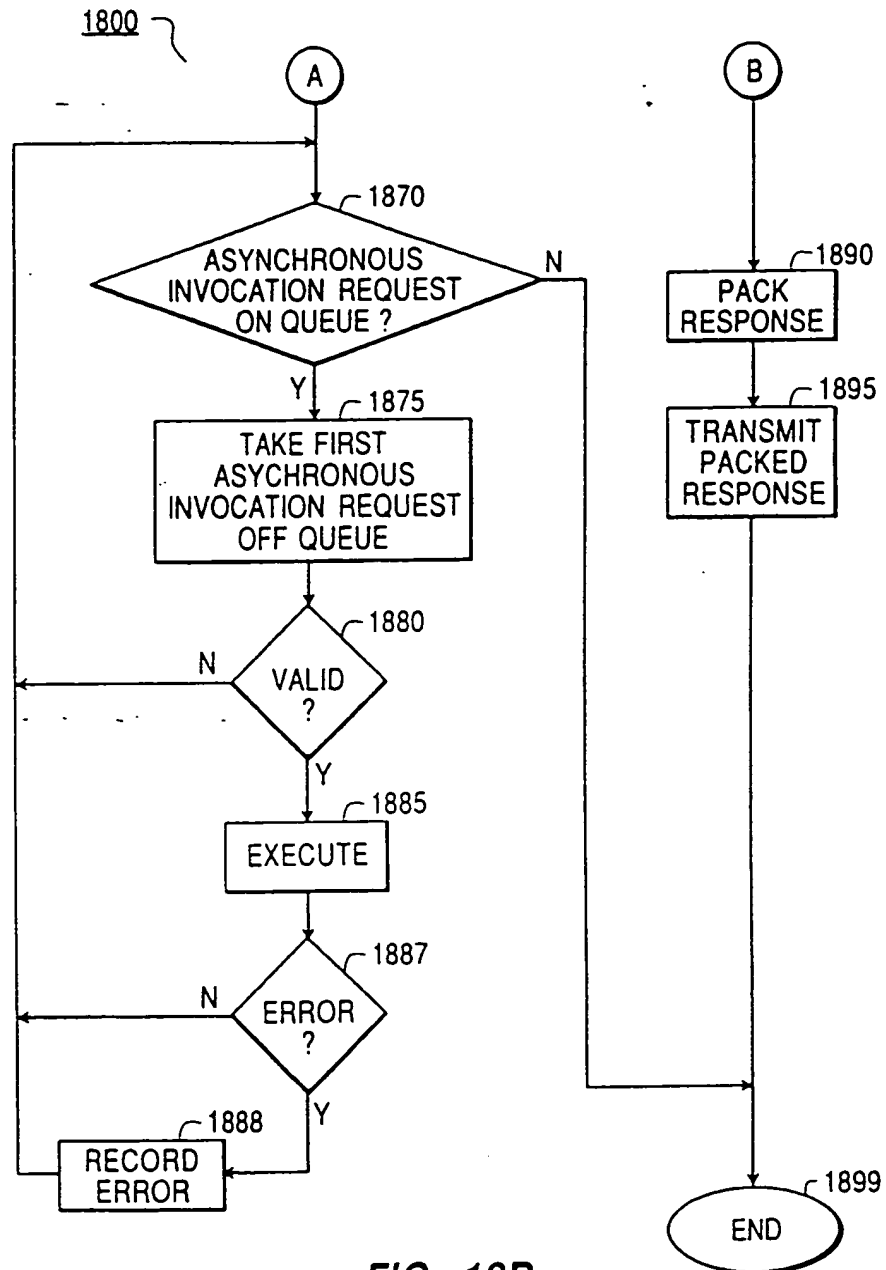 1800
A
B
1870
ASYNCHRONOUS
INVOCATION REQUEST
ON QUEUE ?
N
Y
1875
TAKE FIRST
ASYCHRONOUS
INVOCATION REQUEST
OFF QUEUE
1880
VALID
?
N
Y
1885
EXECUTE
1887
ERROR
?
N
Y
1888
RECORD
ERROR
1890
PACK
RESPONSE
1895
TRANSMIT
PACKED
RESPONSE
1899
END